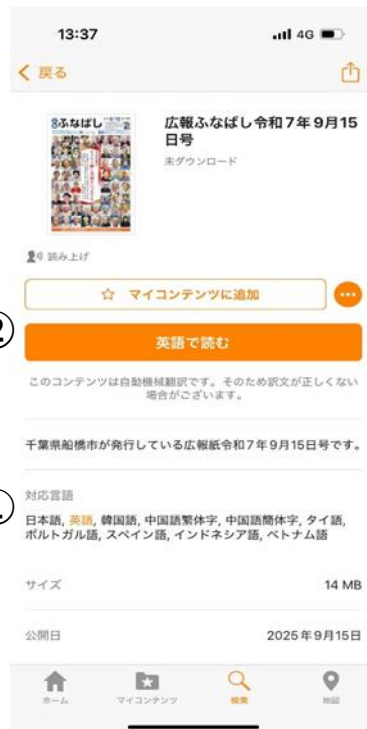 13:37
4G
戻る
ふなばし
広報ふなばし令和7年9月15
日号
未ダウンロード
読み上げ
☆ マイコンテンツに追加
②
英語で読む
このコンテンツは自動機械翻訳です。そのため訳文が正しくない
場合がございます。
千葉県船橋市が発行している広報紙令和7年9月15日号です。
対応言語
日本語, 英語, 韓国語, 中国語繁体字, 中国語簡体字, タイ語,
ポルトガル語, スペイン語, インドネシア語, ベトナム語
サイズ
14 MB
公開日
2025年9月15日
ホーム
マイコンテンツ
検索
地図